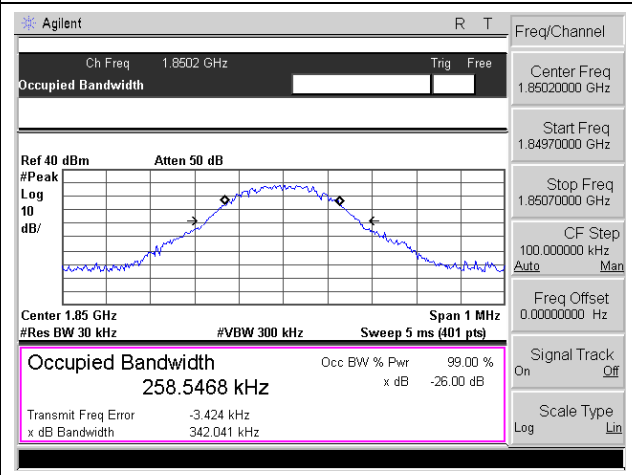 Agilent R T
Freq/Channel
Ch Freq 1.8502 GHz Trig Free
Occupied Bandwidth
Center Freq
1.85020000 GHz
Start Freq
1.84970000 GHz
Ref 40 dBm Atten 50 dB
#Peak
Log
10
dB/
Stop Freq
1.85070000 GHz
CF Step
100.000000 kHz
Auto Man
Freq Offset
0.00000000 Hz
Center 1.85 GHz Span 1 MHz
#Res BW 30 kHz #VBW 300 kHz Sweep 5 ms (401 pts)
Occupied Bandwidth Occ BW % Pwr 99.00 %
258.5468 kHz x dB -26.00 dB
Transmit Freq Error -3.424 kHz
x dB Bandwidth 342.041 kHz
Signal Track
On Off
Scale Type
Log Lin